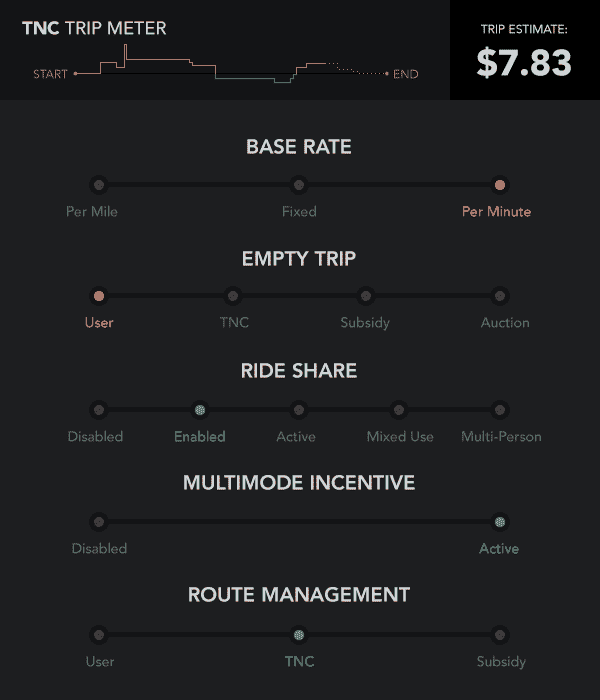 TNC TRIP METER
TRIP ESTIMATE:
$7.83
START
END
BASE RATE
Per Mile Fixed Per Minute
EMPTY TRIP
User TNC Subsidy Auction
RIDE SHARE
Disabled Enabled Active Mixed Use Multi-Person
MULTIMODE INCENTIVE
Disabled Active
ROUTE MANAGEMENT
User TNC Subsidy